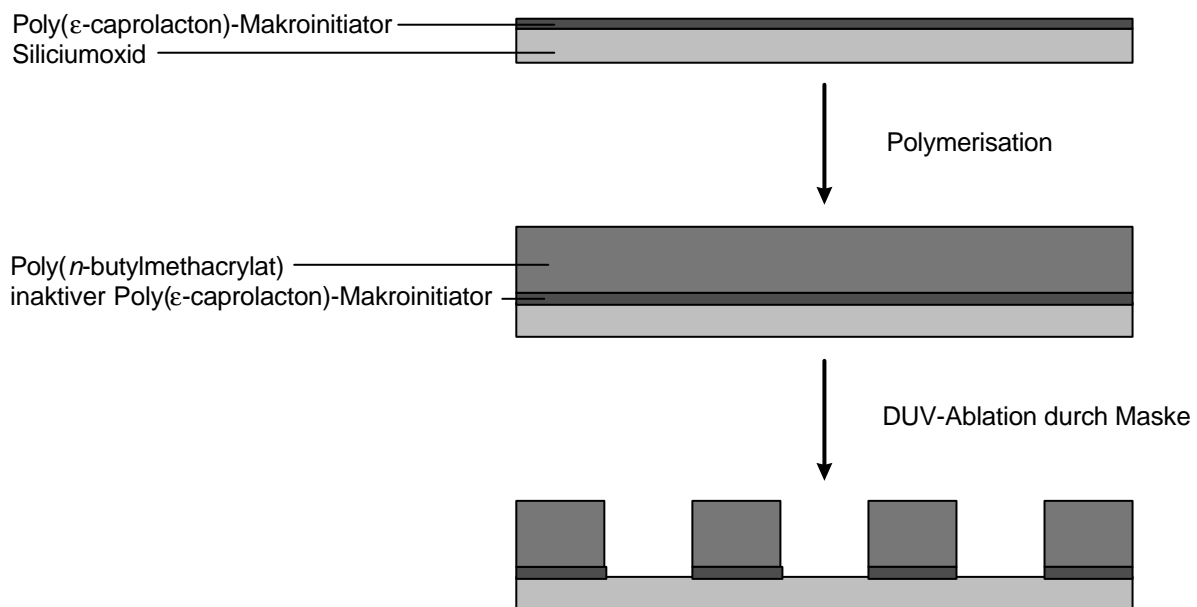 Poly(ε-caprolacton)-Makroinitiator
Siliciumoxid
Polymerisation
Poly(n-butylmethacrylat)
inaktiver Poly(ε-caprolacton)-Makroinitiator
DUV-Ablation durch Maske